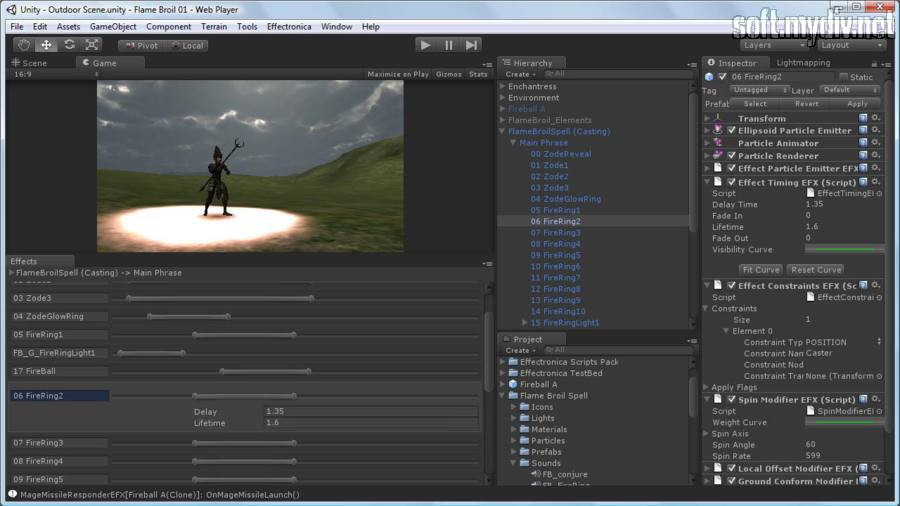 Unity - Outdoor Scene.unity - Flame Broil 01 - Web Player
soft.mydiv.net
File Edit Assets GameObject Component Terrain Tools Effectronica Window Help
Pivot Local
Layers Layout
Scene Game
16:9 Maximize on Play Gizmos Stats
Hierarchy
Create All
Enchantress
Environment
Fireball A
FlameBroil_Elements
FlameBroilSpell (Casting)
Main Phrase
00 ZodeReveal
01 Zode1
02 Zode2
03 Zode3
04 ZodeGlowRing
05 FireRing1
06 FireRing2
07 FireRing3
08 FireRing4
09 FireRing5
10 FireRing6
11 FireRing7
12 FireRing8
13 FireRing9
14 FireRing10
15 FireRingLight1
Effects
FlameBroilSpell (Casting) -> Main Phrase
03 Zode3
04 ZodeGlowRing
05 FireRing1
FB_G_FireRingLight1
17 FireBall
06 FireRing2
Delay 1.35
Lifetime 1.6
07 FireRing3
08 FireRing4
09 FireRing5
Project
Create All
Effectronica Scripts Pack
Effectronica TestBed
Fireball A
Flame Broil Spell
Icons
Lights
Materials
Particles
Prefabs
Sounds
FB_conjure
FB_FireRing
Inspector Lightmapping
06 FireRing2 Static
Tag Untagged Layer Default
Prefab Select Revert Apply
Transform
Ellipsoid Particle Emitter
Particle Animator
Particle Renderer
Effect Particle Emitter EFX
Effect Timing EFX (Script)
Script EffectTimingE
Delay Time 1.35
Fade In 0
Lifetime 1.6
Fade Out 0
Visibility Curve
Fit Curve Reset Curve
Effect Constraints EFX (Sc
Script EffectConstrai
Constraints
Size 1
Element 0
Constraint Typ POSITION
Constraint Nam Caster
Constraint Nod
Constraint Trar None (Transform
Apply Flags
Spin Modifier EFX (Script)
Script SpinModifierE
Weight Curve
Spin Axis
Spin Angle 60
Spin Rate 599
Local Offset Modifier EFX (
Ground Conform Modifier E
MageMissileResponderEFX[Fireball A(Clone)]: OnMageMissileLaunch()